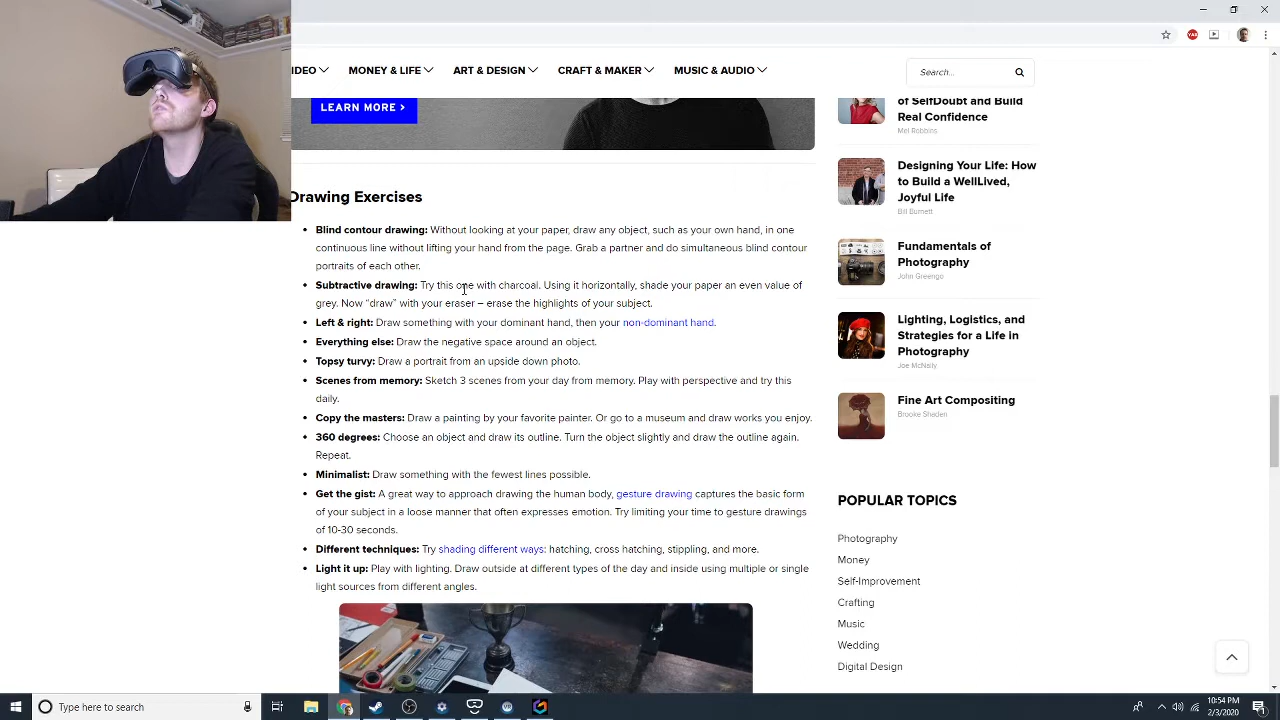 IDEO
MONEY & LIFE
ART & DESIGN
CRAFT & MAKER
MUSIC & AUDIO
Search...
LEARN MORE >
Drawing Exercises
Blind contour drawing: Without looking at your paper, draw any object, such as your own hand, in one
continuous line without lifting your hand from the paper. Grab a partner and do simultaneous blind contour
portraits of each other.
Subtractive drawing: Try this one with charcoal. Using it horizontally, shade your paper an even value of
grey. Now “draw” with your eraser – erase the highlights of your subject.
Left & right: Draw something with your dominant hand, then your non-dominant hand.
Everything else: Draw the negative space around an object.
Topsy turvy: Draw a portrait from an upside down photo.
Scenes from memory: Sketch 3 scenes from your day from memory. Play with perspective and try this
daily.
Copy the masters: Draw a painting by your favorite painter. Or go to a museum and draw works you enjoy.
360 degrees: Choose an object and draw its outline. Turn the object slightly and draw the outline again.
Repeat.
Minimalist: Draw something with the fewest lines possible.
Get the gist: A great way to approach drawing the human body, gesture drawing captures the basic form
of your subject in a loose manner that often expresses emotion. Try limiting your time to gesture drawings
of 10-30 seconds.
Different techniques: Try shading different ways: hatching, cross hatching, stippling, and more.
Light it up: Play with lighting. Draw outside at different types of the day and inside using multiple or single
light sources from different angles.
of SelfDoubt and Build
Real Confidence
Mel Robbins
Designing Your Life: How
to Build a WellLived,
Joyful Life
Bill Burnett
Fundamentals of
Photography
John Greengo
Lighting, Logistics, and
Strategies for a Life in
Photography
Joe McNally
Fine Art Compositing
Brooke Shaden
POPULAR TOPICS
Photography
Money
Self-Improvement
Crafting
Music
Wedding
Digital Design
Type here to search
10:54 PM
2/3/2020